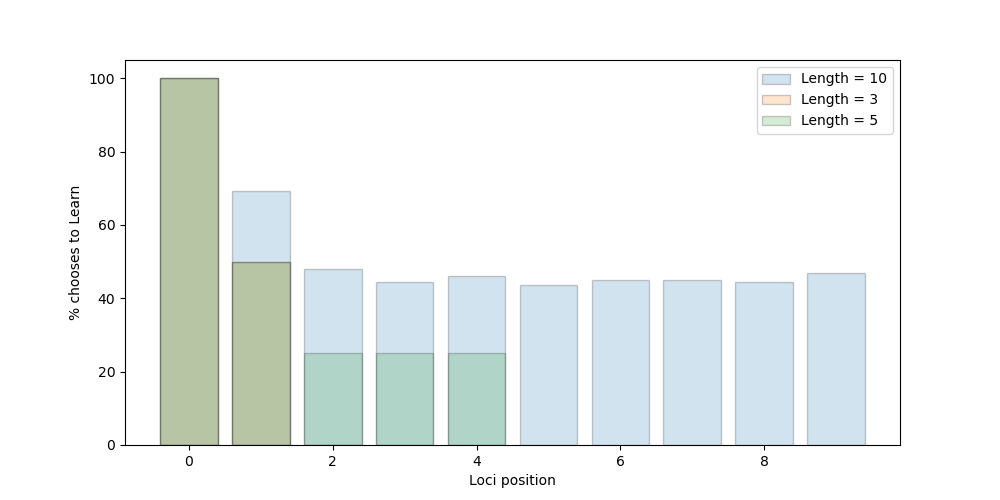 Length = 10
Length = 3
Length = 5
% chooses to Learn
100
80
60
40
20
0
0 2 4 6 8
Loci position